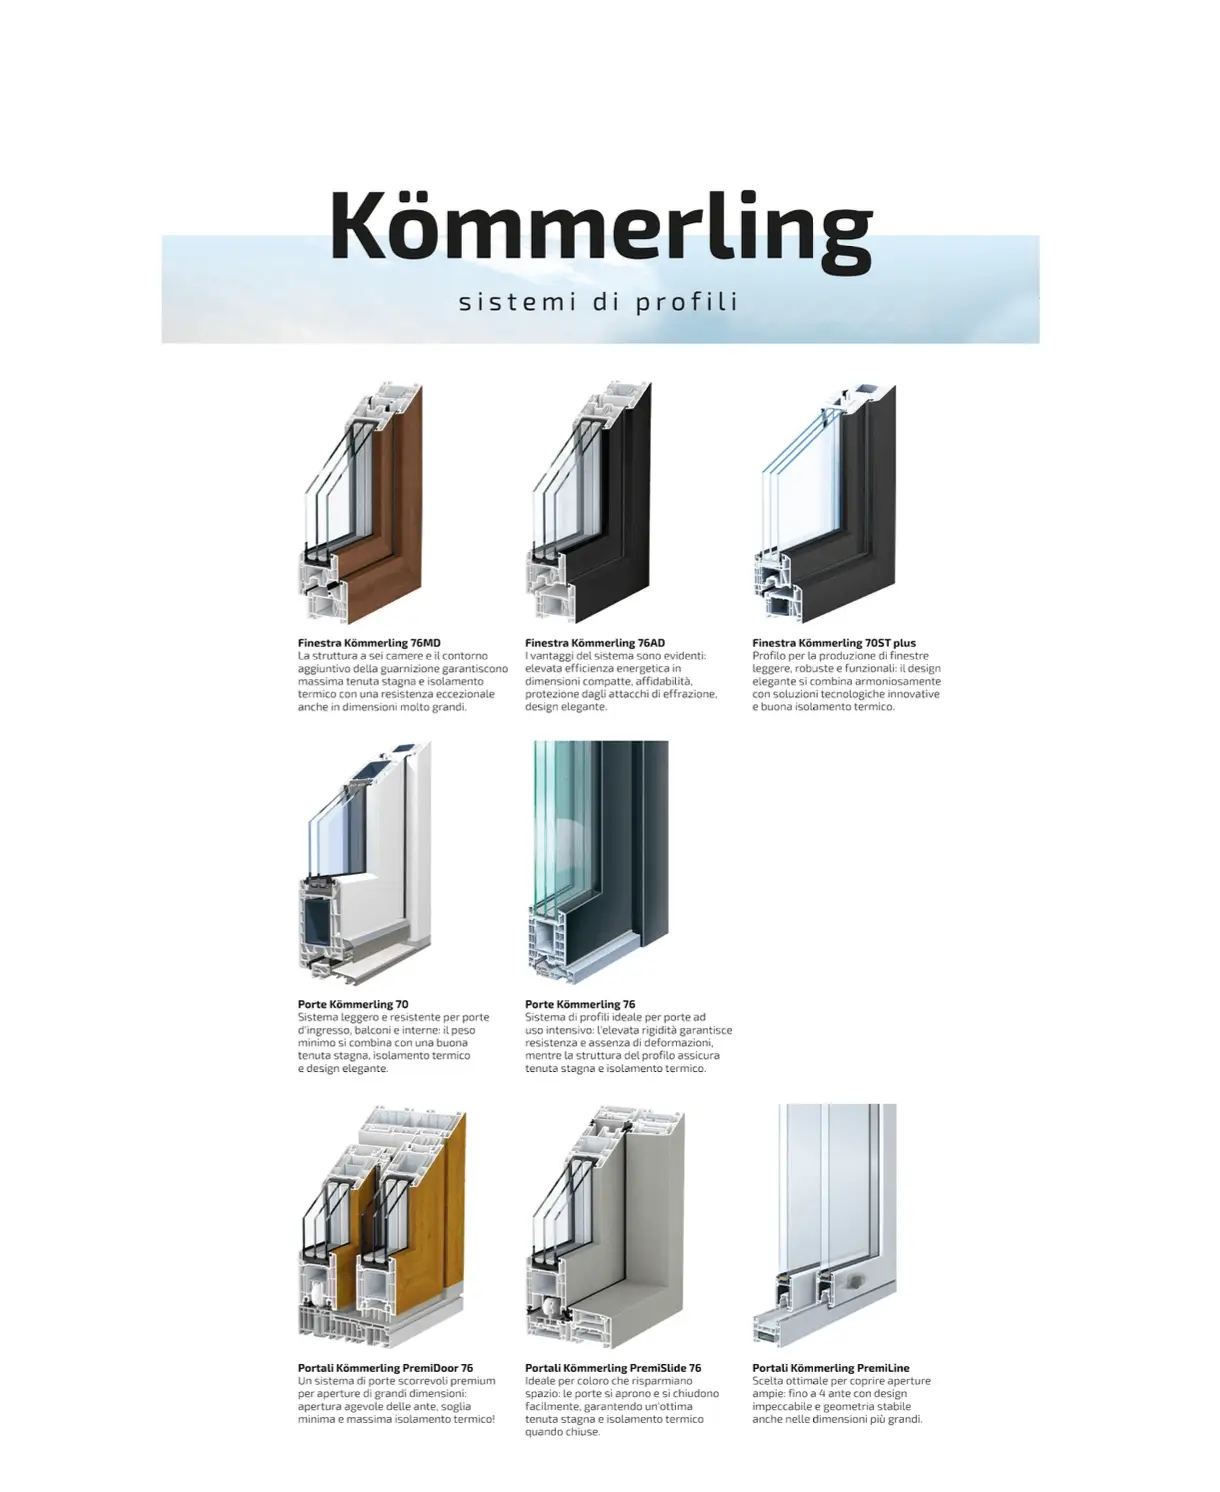 Kömmerling
sistemi di profili
Finestra Kömmerling 76MD
La struttura a sei camere e il contorno
aggiuntivo della guarnizione garantiscono
massima tenuta stagna e isolamento
termico con una resistenza eccezionale
anche in dimensioni molto grandi.
Finestra Kömmerling 76AD
I vantaggi del sistema sono evidenti:
elevata efficienza energetica in
dimensioni compatte, affidabilità,
protezione dagli attacchi di effrazione,
design elegante.
Finestra Kömmerling 70ST plus
Profilo per la produzione di finestre
leggere, robuste e funzionali: il design
elegante si combina armoniosamente
con soluzioni tecnologiche innovative
e buona isolamento termico.
Porte Kömmerling 70
Sistema leggero e resistente per porte
d'ingresso, balconi e interne: il peso
minimo si combina con una buona
tenuta stagna, isolamento termico
e design elegante.
Porte Kömmerling 76
Sistema di profili ideale per porte ad
uso intensivo: l'elevata rigidità garantisce
resistenza e assenza di deformazioni,
mentre la struttura del profilo assicura
tenuta stagna e isolamento termico.
Portali Kömmerling PremiDoor 76
Un sistema di porte scorrevoli premium
per aperture di grandi dimensioni:
apertura agevole delle ante, soglia
minima e massima isolamento termico!
Portali Kömmerling PremiSlide 76
Ideale per coloro che risparmiano
spazio: le porte si aprono e si chiudono
facilmente, garantendo un'ottima
tenuta stagna e isolamento termico
quando chiuse.
Portali Kömmerling PremiLine
Scelta ottimale per coprire aperture
ampie: fino a 4 ante con design
impeccabile e geometria stabile
anche nelle dimensioni più grandi.